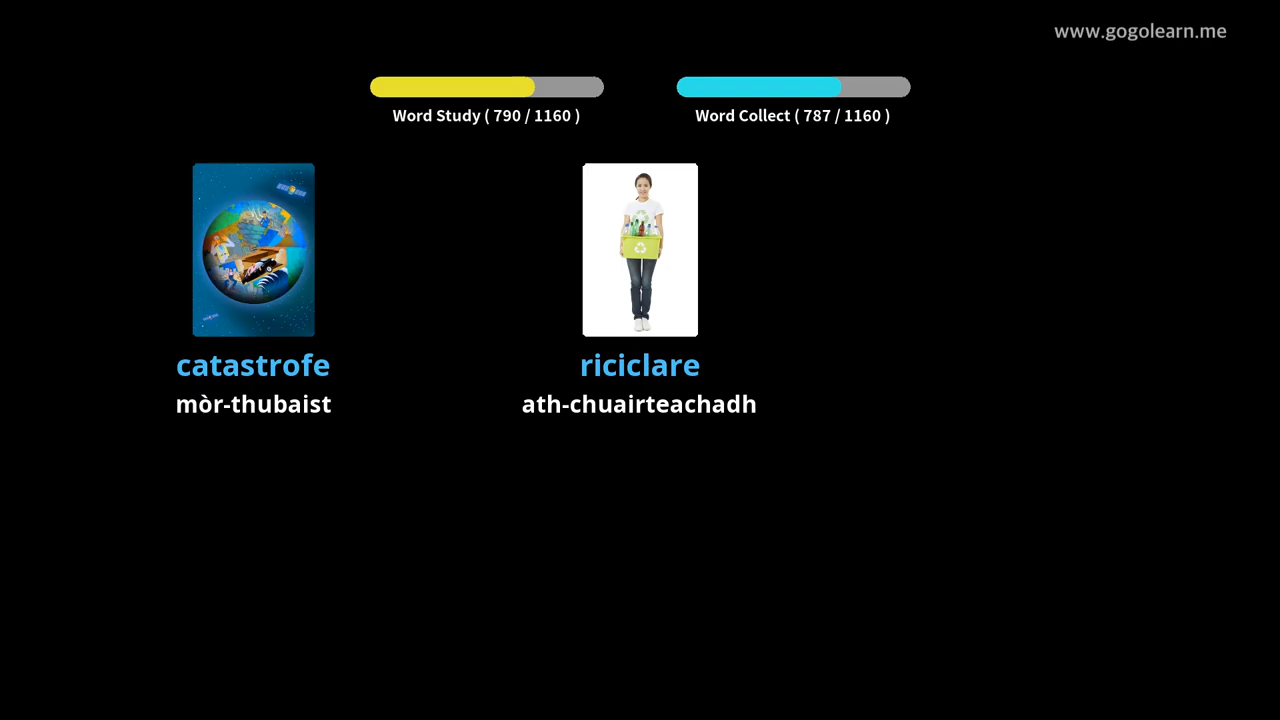 www.gogolearn.me
Word Study ( 790 / 1160 )
Word Collect ( 787 / 1160 )
catastrofe
riciclare
mòr-thubaist
ath-chuairteachadh